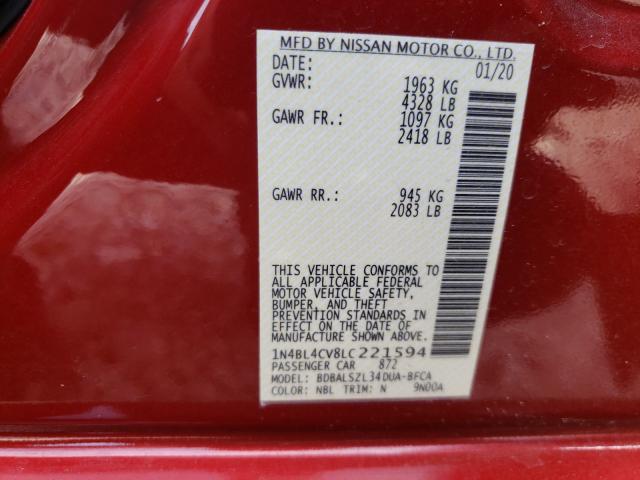 MFD BY NISSAN MOTOR CO., LTD.
DATE: 01/20
GVWR: 1963 KG
4328 LB
GAWR FR.: 1097 KG
2418 LB
GAWR RR.: 945 KG
2083 LB
THIS VEHICLE CONFORMS TO
ALL APPLICABLE FEDERAL
MOTOR VEHICLE SAFETY,
BUMPER, AND THEFT
PREVENTION STANDARDS IN
EFFECT ON THE DATE OF
MANUFACTURE SHOWN ABOVE.
1N4BL4CV8LC221594
PASSENGER CAR 872
MODEL: BDBALSZL34DUA-BFCA
COLOR: NBL TRIM: N 9N00A